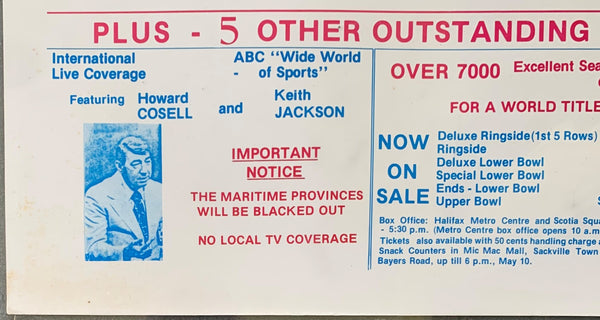 PLUS - 5 OTHER OUTSTANDING
International
Live Coverage
ABC "Wide World
- of Sports"
Featuring Howard
COSELL
and
Keith
JACKSON
IMPORTANT
NOTICE
THE MARITIME PROVINCES
WILL BE BLACKED OUT
NO LOCAL TV COVERAGE
OVER 7000 Excellent Sea
FOR A WORLD TITLE
NOW
ON
SALE
Deluxe Ringside (1st 5 Rows)
Ringside
Deluxe Lower Bowl
Special Lower Bowl
Ends - Lower Bowl
Upper Bowl
Box Office: Halifax Metro Centre and Scotia Squa
- 5:30 p.m. (Metro Centre box office opens 10 a.m
Tickets also available with 50 cents handling charge a
Snack Counters in Mic Mac Mall, Sackville Town
Bayers Road, up till 6 p.m., May 10.